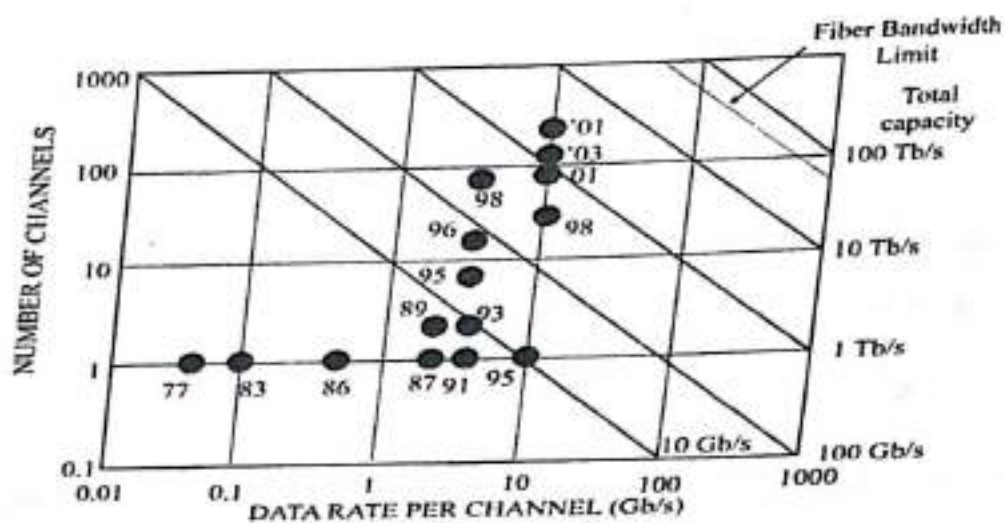 Fiber Bandwidth
Limit
Total
capacity
1000
'01
'03
100 Tb/s
100
01
98
98
96
10 Tb/s
10
95
89
93
1 Tb/s
1
77
83
86
87
91
95
10 Gb/s
100 Gb/s
0.1
0.01
0.1
1
10
100
1000
NUMBER OF CHANNELS
DATA RATE PER CHANNEL (Gb/s)